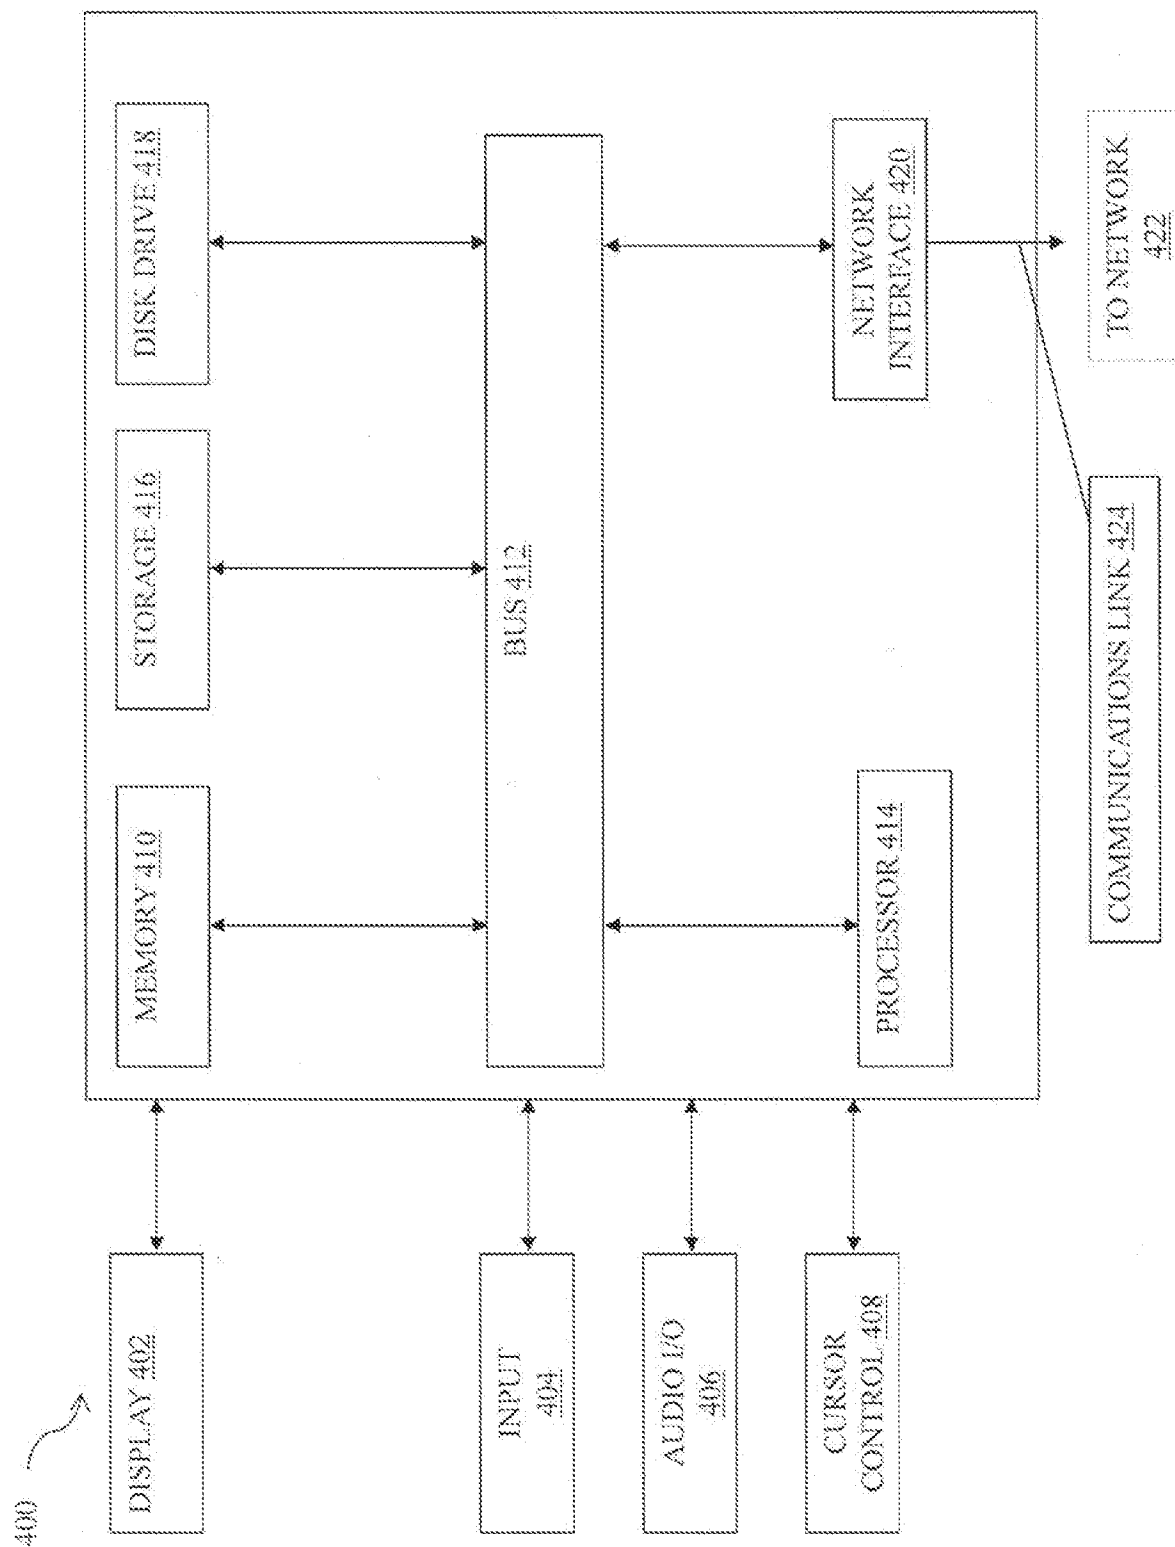 400
DISPLAY 402
INPUT
404
AUDIO I/O
406
CURSOR
CONTROL 408
MEMORY 410
STORAGE 416
DISK DRIVE 418
BUS 412
PROCESSOR 414
NETWORK
INTERFACE 420
COMMUNICATIONS LINK 424
TO NETWORK
422